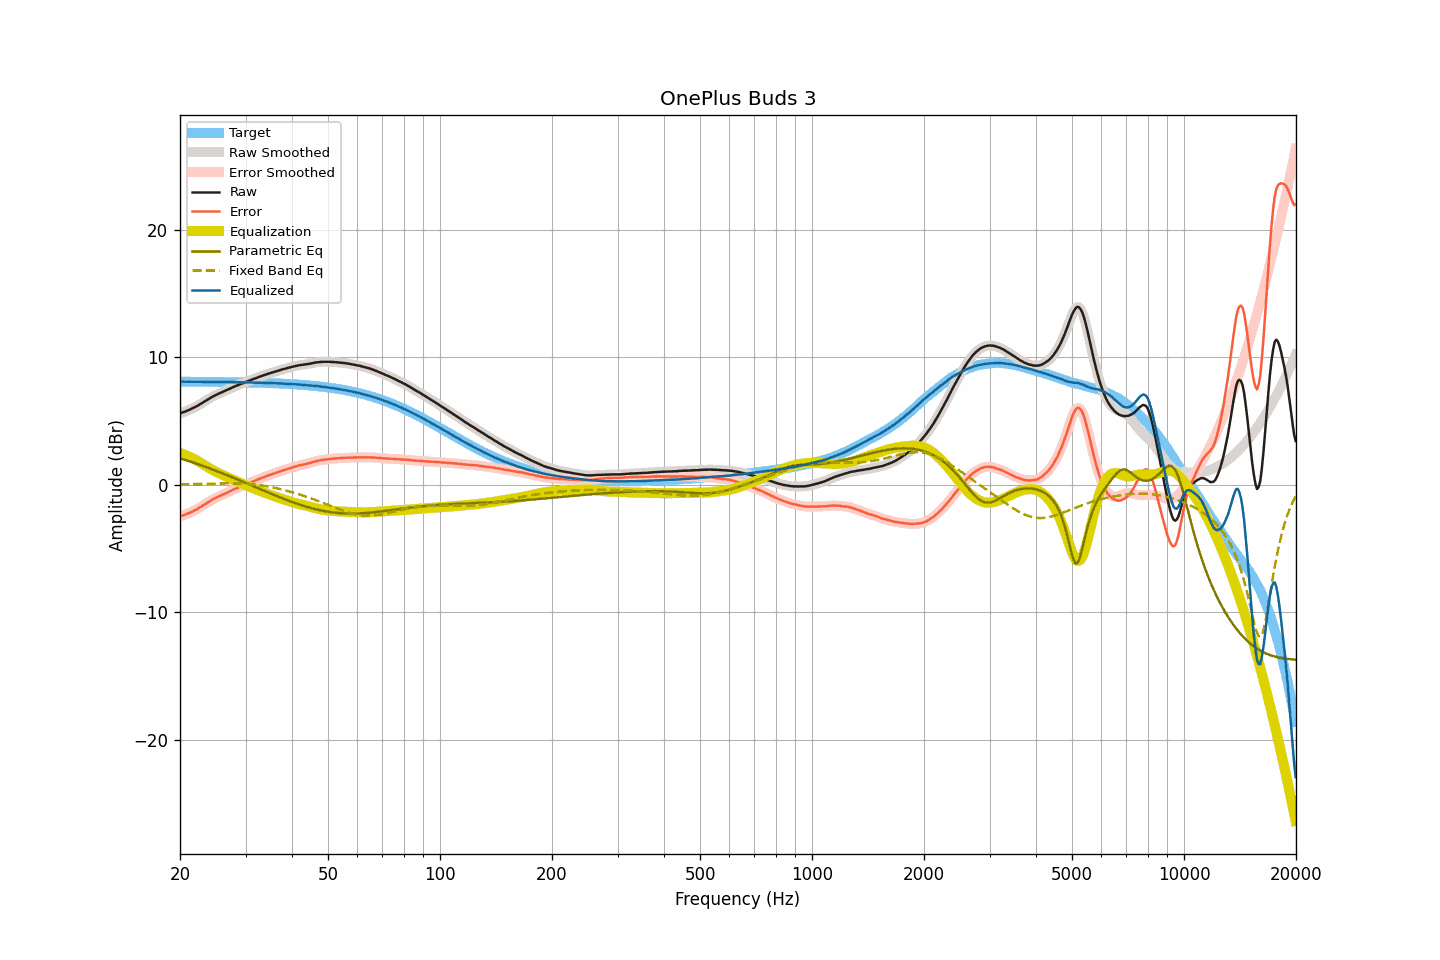 OnePlus Buds 3
Target
Raw Smoothed
Error Smoothed
Raw
Error
Equalization
Parametric Eq
Fixed Band Eq
Equalized
Amplitude (dBr)
20
10
0
−10
−20
20 50 100 200 500 1000 2000 5000 10000 20000
Frequency (Hz)